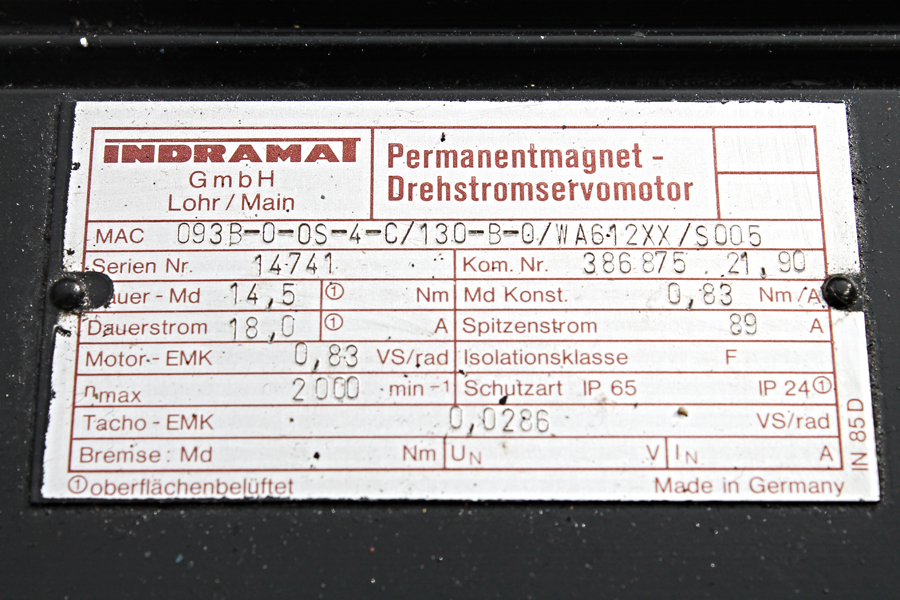 INDRAMAT
GmbH
Lohr / Main
Permanentmagnet -
Drehstromservomotor
MAC 093B-0-0S-4-C/130-B-0/WA612XX/S005
Serien Nr. 14741 Kom. Nr. 386875 . 21,90
auer - Md 14,5 ① Nm Md Konst. 0,83 Nm/A
Dauerstrom 18,0 ① A Spitzenstrom 89 A
Motor - EMK 0,83 VS/rad Isolationsklasse F
n max 2000 min -1 Schutzart IP 65 IP 24①
Tacho - EMK 0,0286 VS/rad
Bremse : Md Nm UN V IN A
①oberflächenbelüftet Made in Germany
IN 85 D